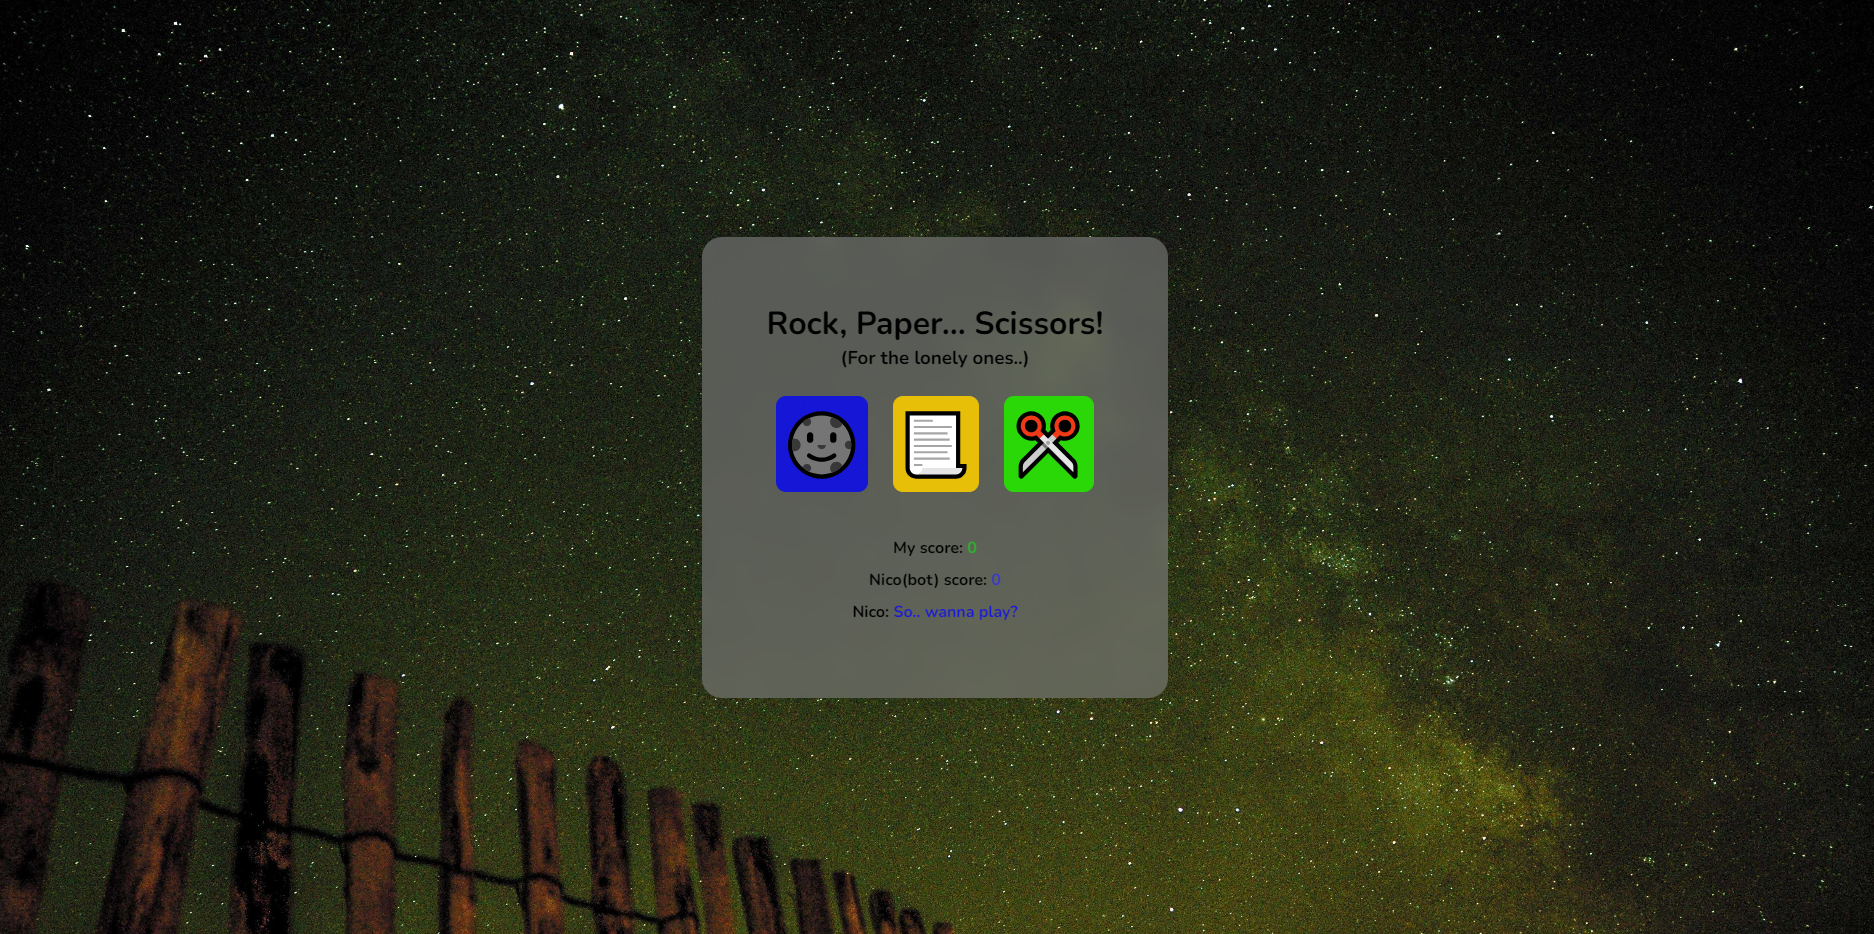 Rock, Paper... Scissors!
(For the lonely ones..)
My score: 0
Nico(bot) score: 0
Nico: So.. wanna play?